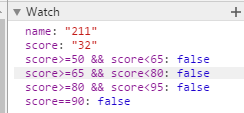 Watch
name: "211"
score: "32"
score>=50 && score<65: false
score>=65 && score<80: false
score>=80 && score<95: false
score==90: false